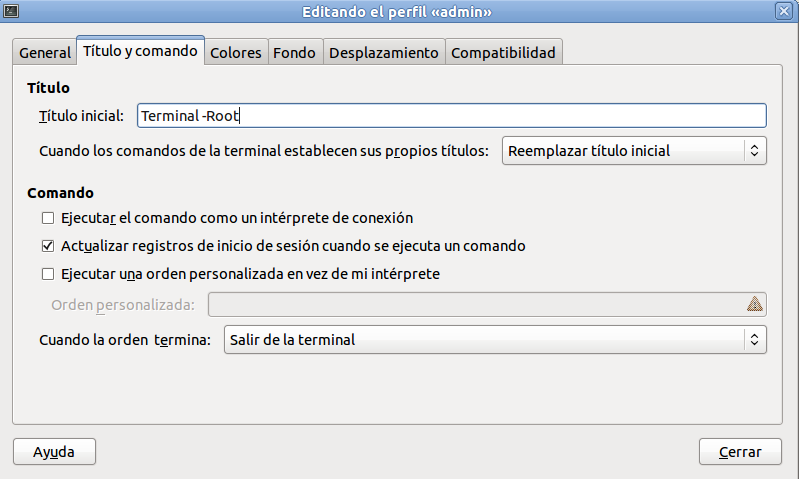 Editando el perfil «admin»
General Título y comando Colores Fondo Desplazamiento Compatibilidad
Título
Título inicial: Terminal -Root
Cuando los comandos de la terminal establecen sus propios títulos: Reemplazar título inicial
Comando
Ejecutar el comando como un intérprete de conexión
Actualizar registros de inicio de sesión cuando se ejecuta un comando
Ejecutar una orden personalizada en vez de mi intérprete
Orden personalizada:
Cuando la orden termina: Salir de la terminal
Ayuda Cerrar